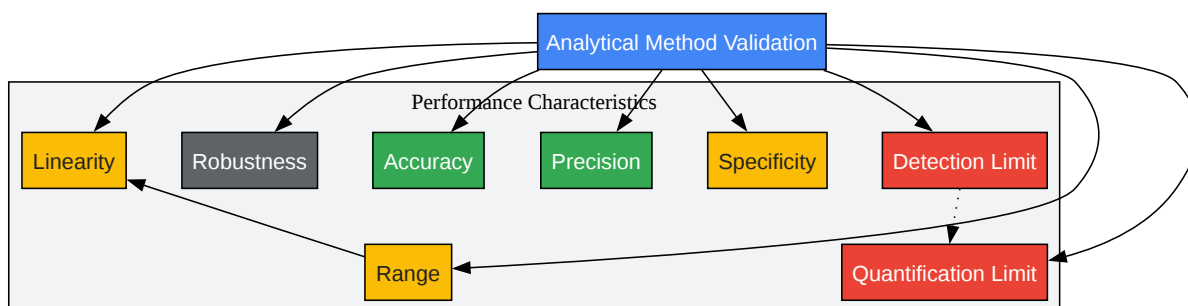 Analytical Method Validation
Performance Characteristics
Linearity
Robustness
Accuracy
Precision
Specificity
Detection Limit
Range
Quantification Limit